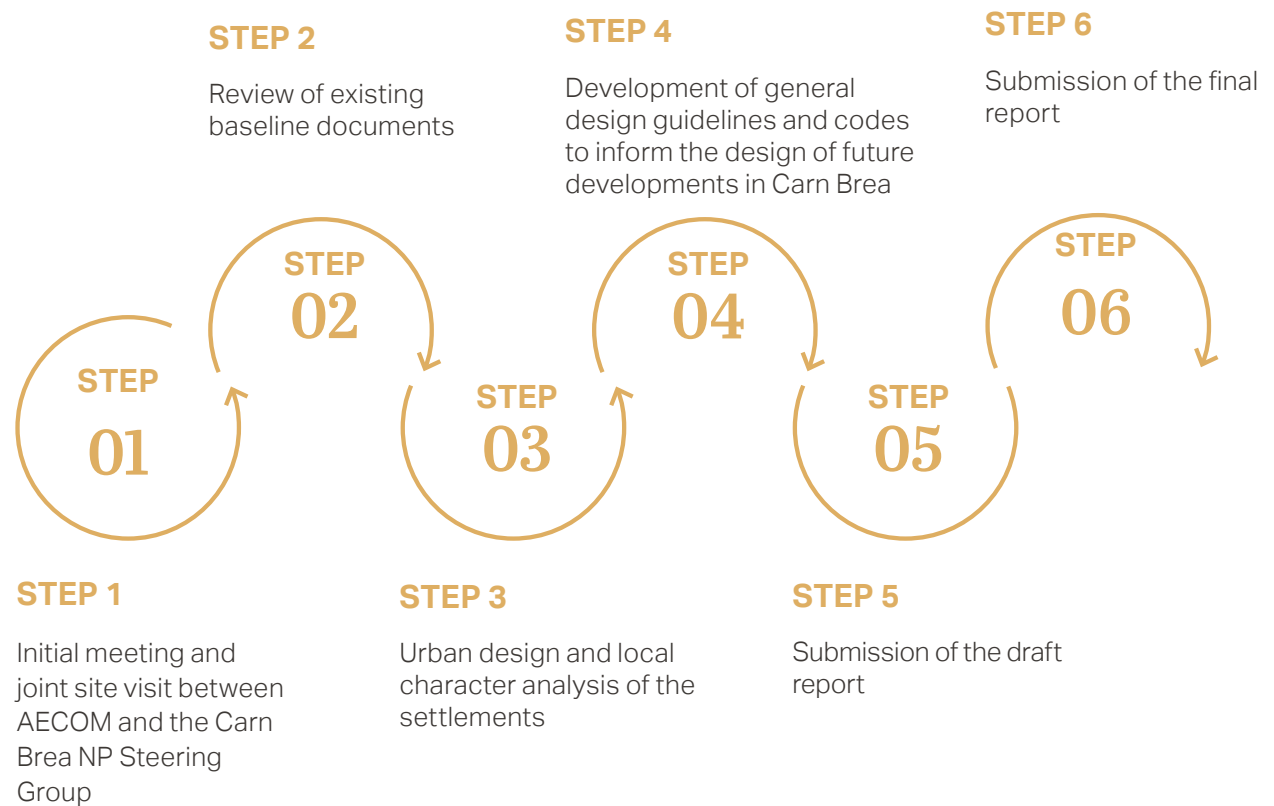 STEP 2
Review of existing
baseline documents
STEP 4
Development of general
design guidelines and codes
to inform the design of future
developments in Carn Brea
STEP 6
Submission of the final
report
STEP
01
STEP
02
STEP
03
STEP
04
STEP
05
STEP
06
STEP 1
Initial meeting and
joint site visit between
AECOM and the Carn
Brea NP Steering
Group
STEP 3
Urban design and local
character analysis of the
settlements
STEP 5
Submission of the draft
report